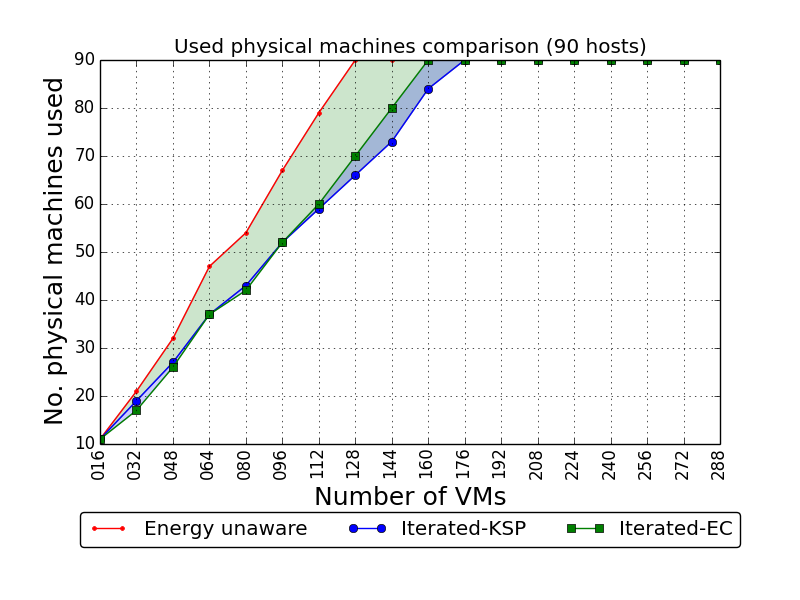 Used physical machines comparison (90 hosts)
No. physical machines used
90
80
70
60
50
40
30
20
10
016 032 048 064 080 096 112 128 144 160 176 192 208 224 240 256 272 288
Number of VMs
Energy unaware Iterated-KSP Iterated-EC